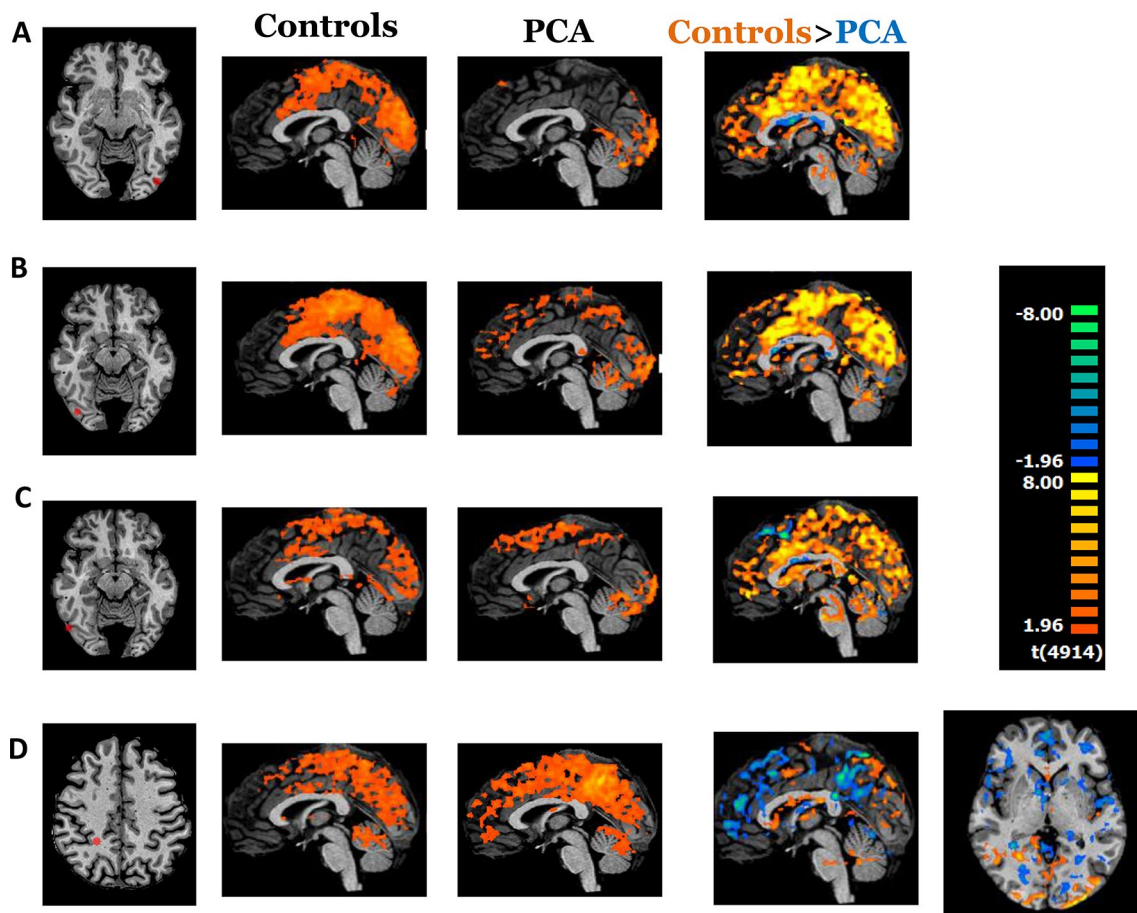 A
Controls
PCA
Controls>PCA
B
-8.00
-1.96
8.00
1.96
t(4914)
C
D